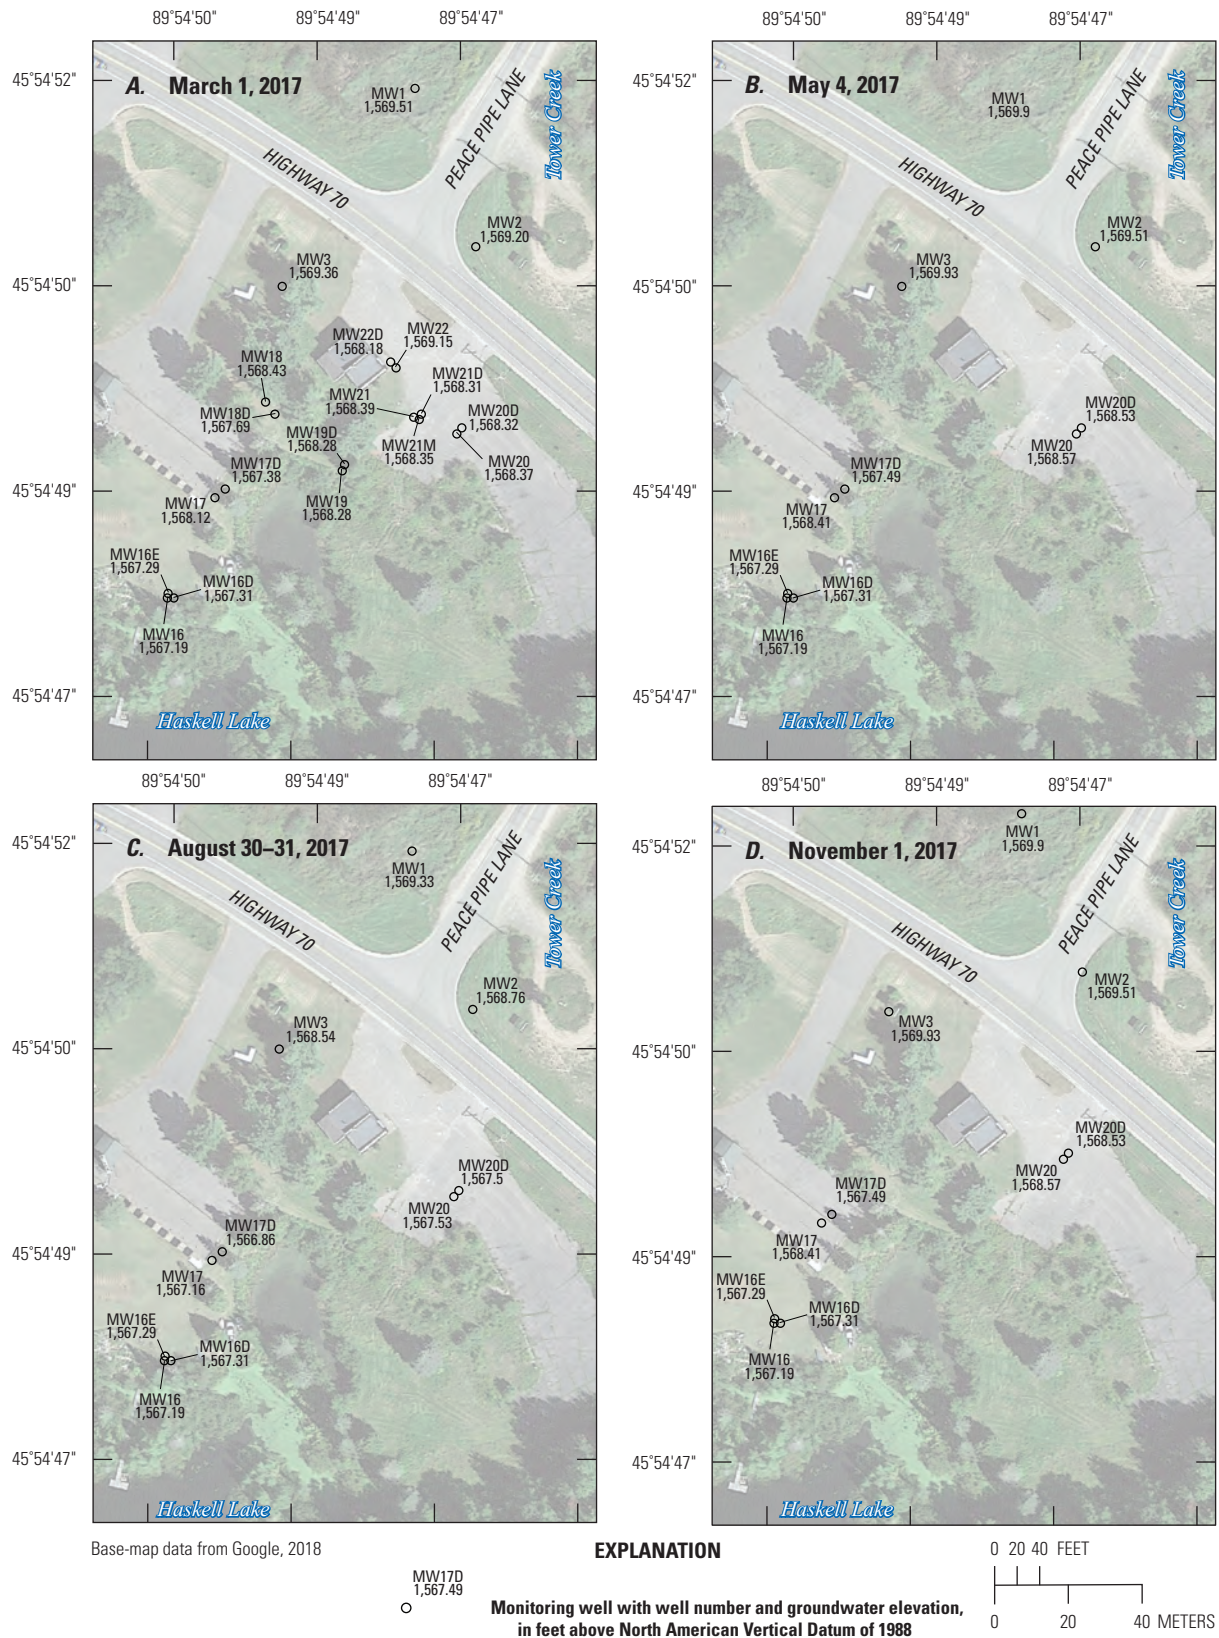 89°54'50" 89°54'49" 89°54'47"
45°54'52"
45°54'50"
45°54'49"
45°54'47"
A. March 1, 2017
MW1
1,569.51
PEACE PIPE LANE
Tower Creek
HIGHWAY 70
MW2
1,569.20
MW3
1,569.36
MW22D
1,568.18
MW22
1,569.15
MW18
1,568.43
MW21D
1,568.31
MW21
1,568.39
MW18D
1,567.69
MW20D
1,568.32
MW19D
1,568.28
MW21M
1,568.35
MW20
1,568.37
MW17D
1,567.38
MW17
1,568.12
MW19
1,568.28
MW16E
1,567.29
MW16D
1,567.31
MW16
1,567.19
Haskell Lake
89°54'50" 89°54'49" 89°54'47"
45°54'52"
45°54'50"
45°54'49"
45°54'47"
B. May 4, 2017
MW1
1,569.9
PEACE PIPE LANE
Tower Creek
HIGHWAY 70
MW2
1,569.51
MW3
1,569.93
MW20D
1,568.53
MW20
1,568.57
MW17D
1,567.49
MW17
1,568.41
MW16E
1,567.29
MW16D
1,567.31
MW16
1,567.19
Haskell Lake
89°54'50" 89°54'49" 89°54'47"
45°54'52"
45°54'50"
45°54'49"
45°54'47"
C. August 30–31, 2017
MW1
1,569.33
PEACE PIPE LANE
Tower Creek
HIGHWAY 70
MW2
1,568.76
MW3
1,568.54
MW20D
1,567.5
MW20
1,567.53
MW17D
1,566.86
MW17
1,567.16
MW16E
1,567.29
MW16D
1,567.31
MW16
1,567.19
Haskell Lake
89°54'50" 89°54'49" 89°54'47"
45°54'52"
45°54'50"
45°54'49"
45°54'47"
D. November 1, 2017
MW1
1,569.9
PEACE PIPE LANE
Tower Creek
HIGHWAY 70
MW2
1,569.51
MW3
1,569.93
MW20D
1,568.53
MW20
1,568.57
MW17D
1,567.49
MW17
1,568.41
MW16E
1,567.29
MW16D
1,567.31
MW16
1,567.19
Haskell Lake
Base-map data from Google, 2018
EXPLANATION
MW17D
1,567.49
Monitoring well with well number and groundwater elevation,
in feet above North American Vertical Datum of 1988
0 20 40 FEET
0 20 40 METERS